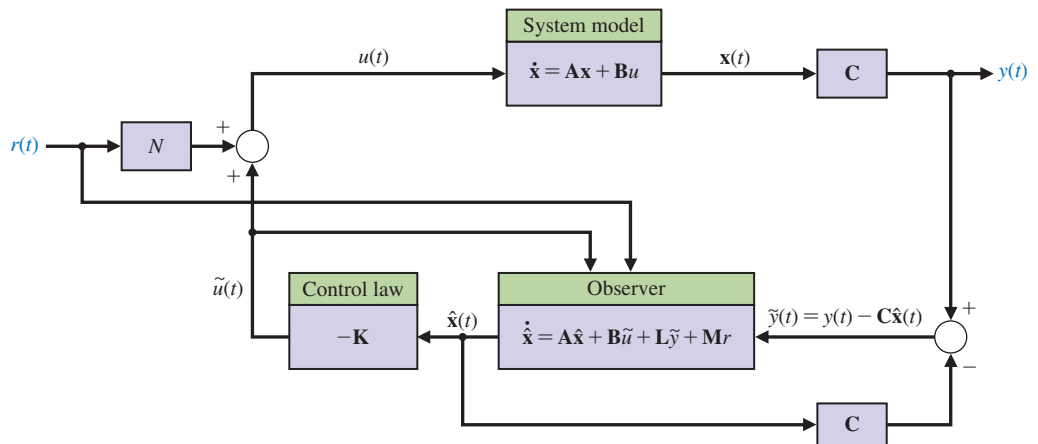 System model
u(t)
ẋ = Ax + Bu
x(t)
C
y(t)
r(t)
N
+
+
ũ(t)
Control law
−K
x̂(t)
Observer
x̂̇ = Ax̂ + Bũ + Lỹ + Mr
ỹ(t) = y(t) − Cx̂(t)
+
−
C